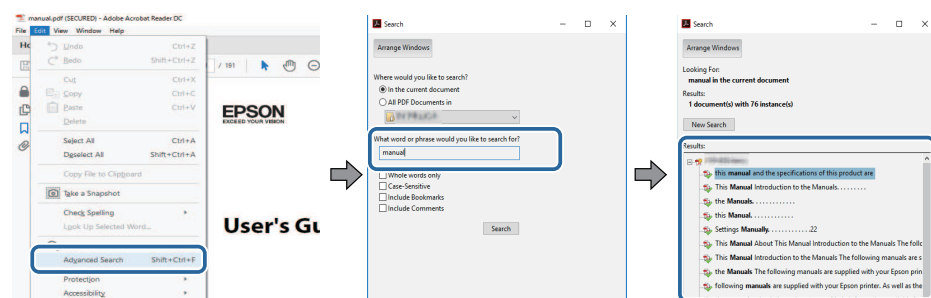 manual.pdf (SECURED) - Adobe Acrobat Reader DC
File Edit View Window Help
Undo Ctrl+Z
Redo Shift+Ctrl+Z
Cut Ctrl+X
Copy Ctrl+C
Paste Ctrl+V
Delete
Select All Ctrl+A
Deselect All Shift+Ctrl+A
Copy File to Clipboard
Take a Snapshot
Check Spelling
Look Up Selected Word...
Advanced Search Shift+Ctrl+F
Protection
Accessibility
/ 191
EPSON
EXCEED YOUR VISION
User's Gu
Search
Arrange Windows
Where would you like to search?
In the current document
All PDF Documents in
What word or phrase would you like to search for?
manual
Whole words only
Case-Sensitive
Include Bookmarks
Include Comments
Search
Search
Arrange Windows
Looking For:
manual in the current document
Results:
1 document(s) with 76 instance(s)
New Search
Results:
this manual and the specifications of this product are
This Manual Introduction to the Manuals. . . . . . . . .
the Manuals. . . . . . . . . . . . .
this Manual. . . . . . . . . . . . .
Settings Manually. . . . . . . . . . . . .22
This Manual About This Manual Introduction to the Manuals The follc
This Manual Introduction to the Manuals The following manuals are s
the Manuals The following manuals are supplied with your Epson prin
following manuals are supplied with your Epson printer. As well as the